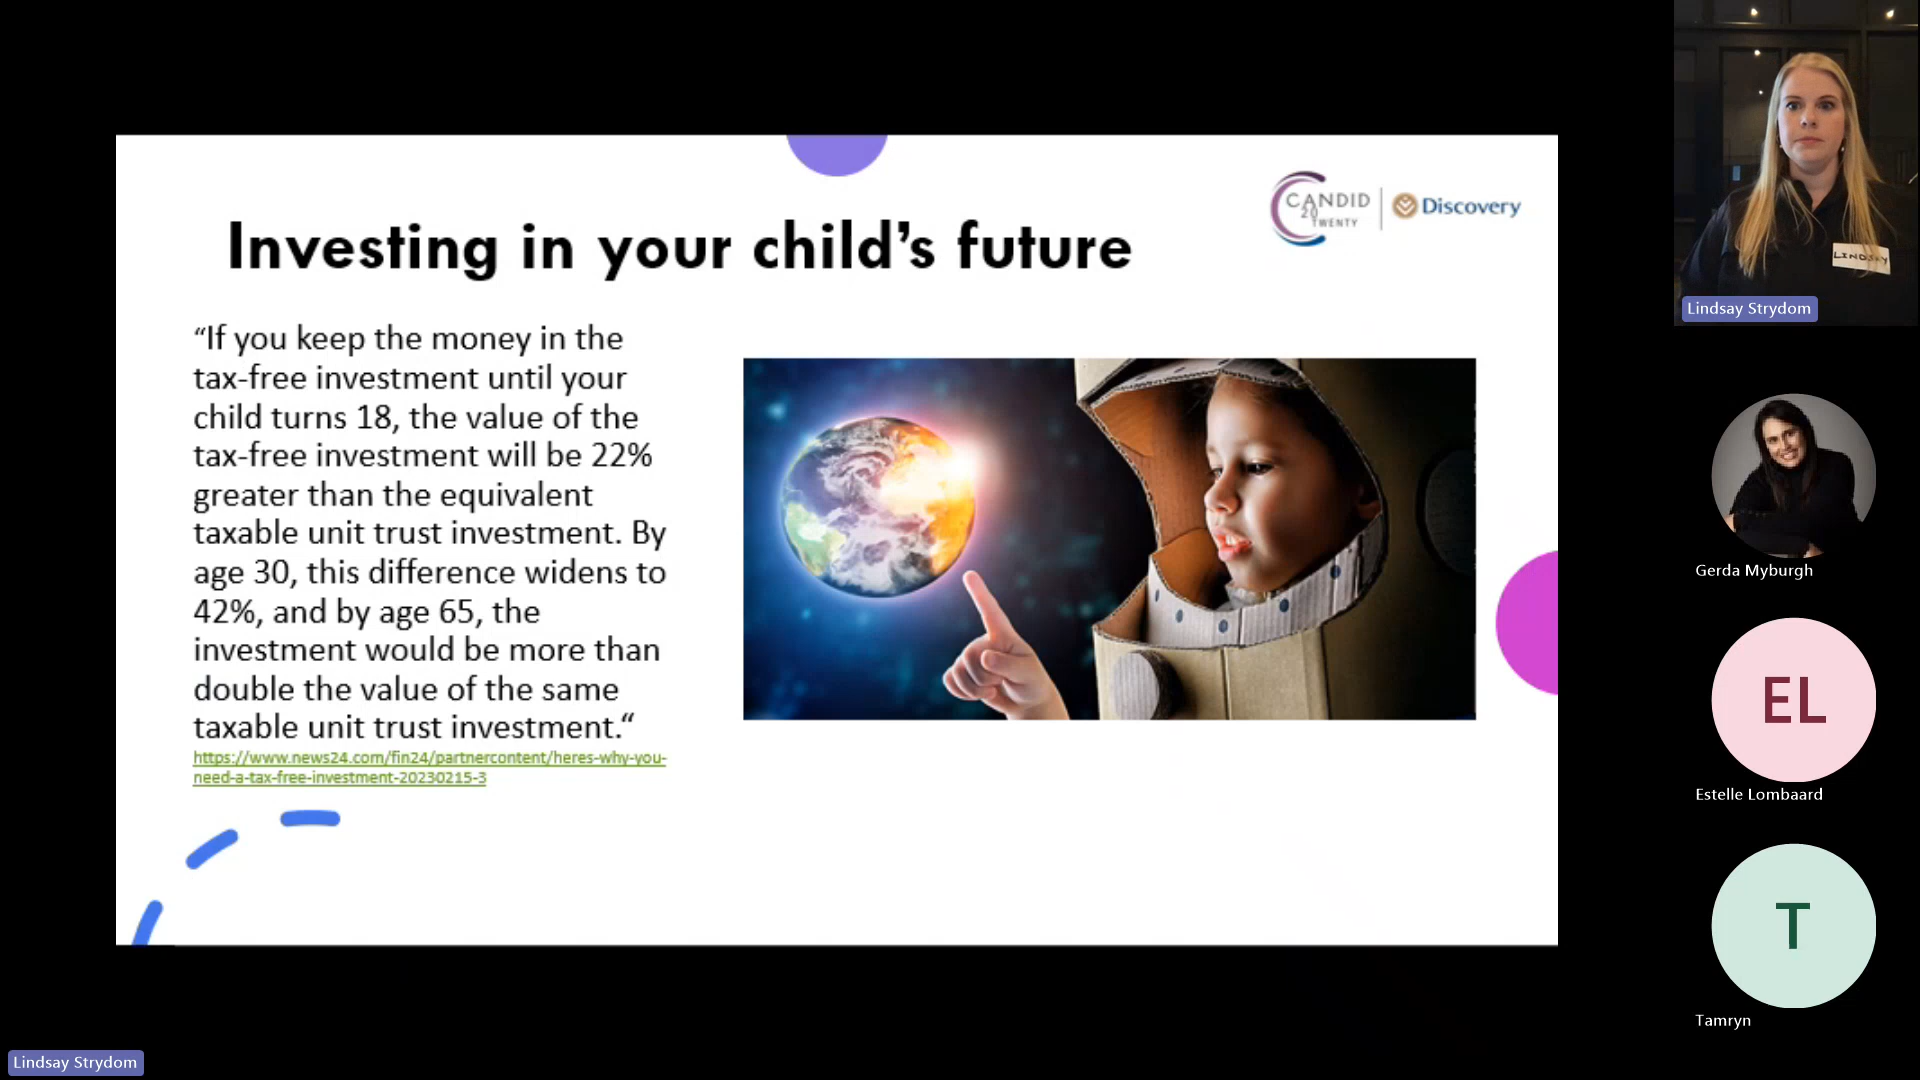 Investing in your child’s future
CANDID
20
TWENTY
Discovery
“If you keep the money in the
tax-free investment until your
child turns 18, the value of the
tax-free investment will be 22%
greater than the equivalent
taxable unit trust investment. By
age 30, this difference widens to
42%, and by age 65, the
investment would be more than
double the value of the same
taxable unit trust investment.“
https://www.news24.com/fin24/partnercontent/heres-why-you-
need-a-tax-free-investment-20230215-3
LINDSAY
Lindsay Strydom
Gerda Myburgh
EL
Estelle Lombaard
T
Tamryn
Lindsay Strydom